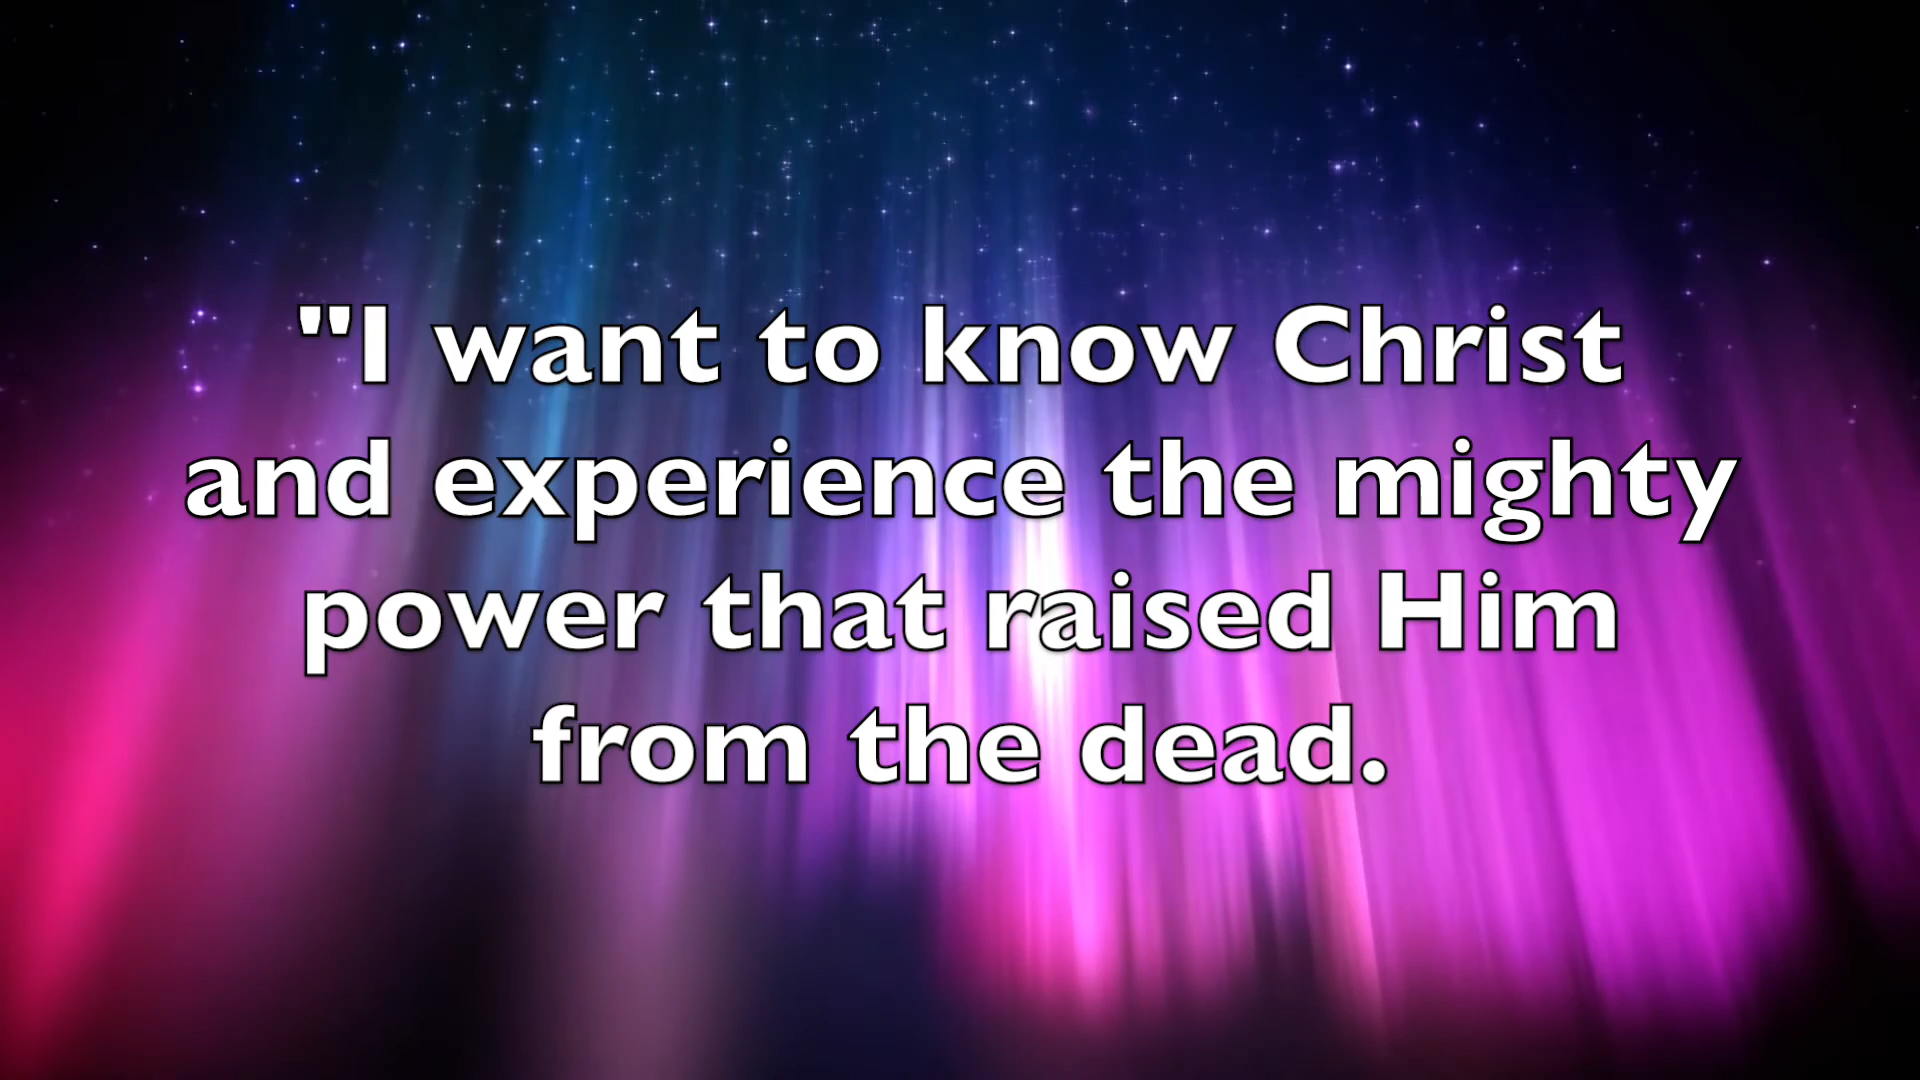 "I want to know Christ
and experience the mighty
power that raised Him
from the dead.